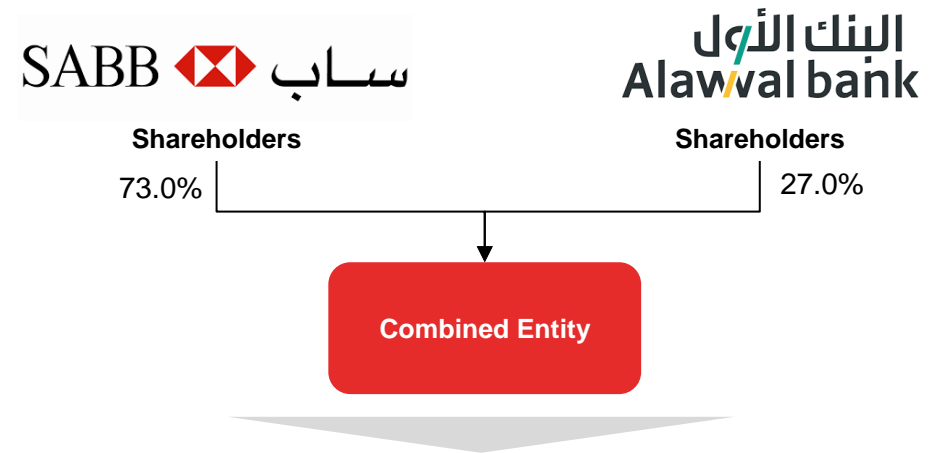 SABB ساب
البنك الأول
Alawwal bank
Shareholders
Shareholders
73.0%
27.0%
Combined Entity